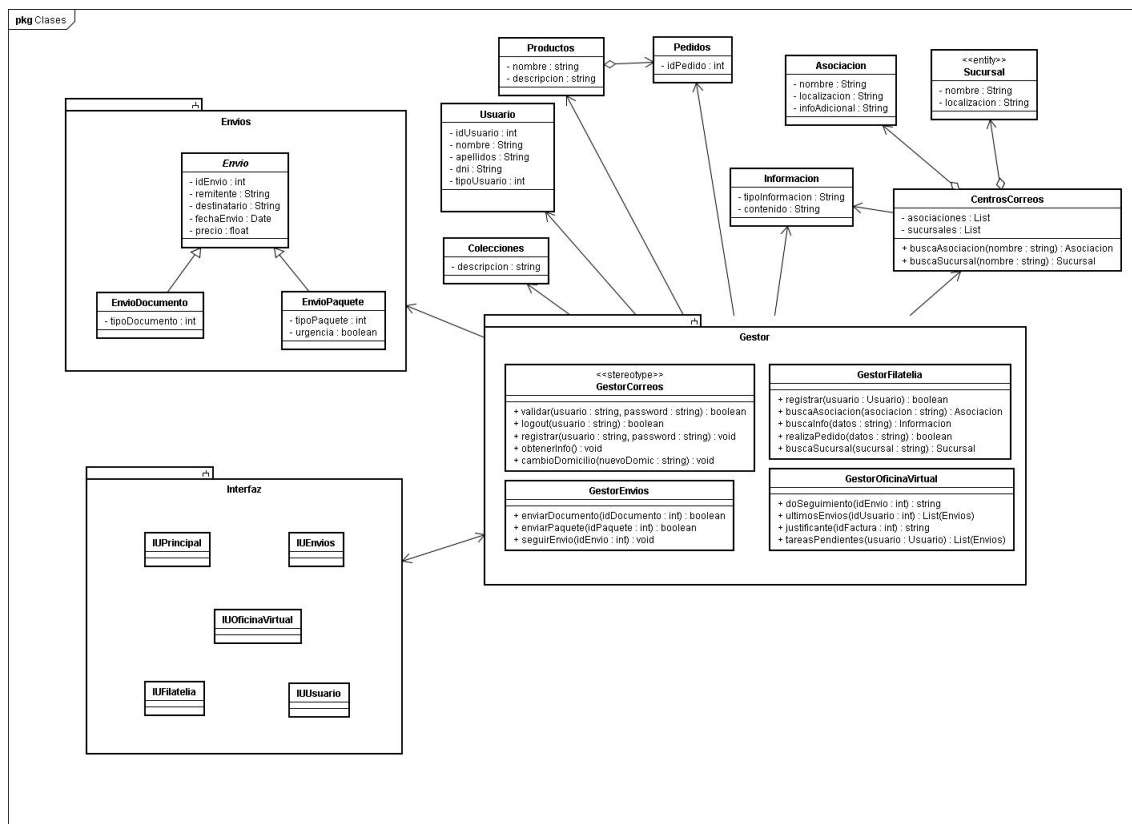 pkg Clases
Productos
- nombre : string
- descripcion : string
Pedidos
- idPedido : int
Asociacion
- nombre : String
- localizacion : String
- infoAdicional : String
<<entity>>
Sucursal
- nombre : String
- localizacion : String
Envios
Envio
- idEnvio : int
- remitente : String
- destinatario : String
- fechaEnvio : Date
- precio : float
EnvioDocumento
- tipoDocumento : int
EnvioPaquete
- tipoPaquete : int
- urgencia : boolean
Usuario
- idUsuario : int
- nombre : String
- apellidos : String
- dni : String
- tipoUsuario : int
Informacion
- tipoInformacion : String
- contenido : String
CentrosCorreos
- asociaciones : List
- sucursales : List
+ buscaAsociacion(nombre : string) : Asociacion
+ buscaSucursal(nombre : string) : Sucursal
Colecciones
- descripcion : string
Gestor
<<stereotype>>
GestorCorreos
+ validar(usuario : string, password : string) : boolean
+ logout(usuario : string) : boolean
+ registrar(usuario : string, password : string) : void
+ obtenerInfo() : void
+ cambioDomicilio(nuevoDomic : string) : void
GestorFilatelia
+ registrar(usuario : Usuario) : boolean
+ buscaAsociacion(asociacion : string) : Asociacion
+ buscaInfo(datos : string) : Informacion
+ realizaPedido(datos : string) : boolean
+ buscaSucursal(sucursal : string) : Sucursal
GestorEnvios
+ enviarDocumento(idDocumento : int) : boolean
+ enviarPaquete(idPaquete : int) : boolean
+ seguirEnvio(idEnvio : int) : void
GestorOficinaVirtual
+ doSeguimiento(idEnvio : int) : string
+ ultimosEnvios(idUsuario : int) : List(Envios)
+ justificante(idFactura : int) : string
+ tareasPendientes(usuario : Usuario) : List(Envios)
Interfaz
IUPrincipal
IUEnvios
IUOficinaVirtual
IUFilatelia
IUUsuario